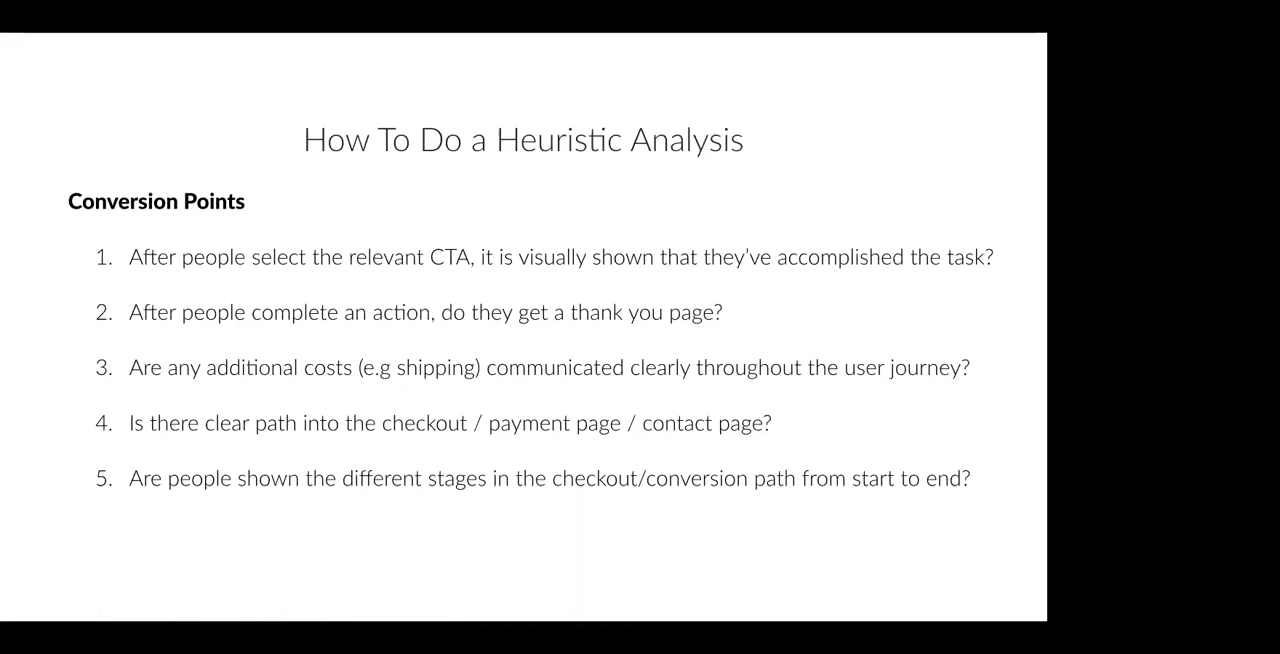 How To Do a Heuristic Analysis
Conversion Points
1. After people select the relevant CTA, it is visually shown that they’ve accomplished the task?
2. After people complete an action, do they get a thank you page?
3. Are any additional costs (e.g shipping) communicated clearly throughout the user journey?
4. Is there clear path into the checkout / payment page / contact page?
5. Are people shown the different stages in the checkout/conversion path from start to end?